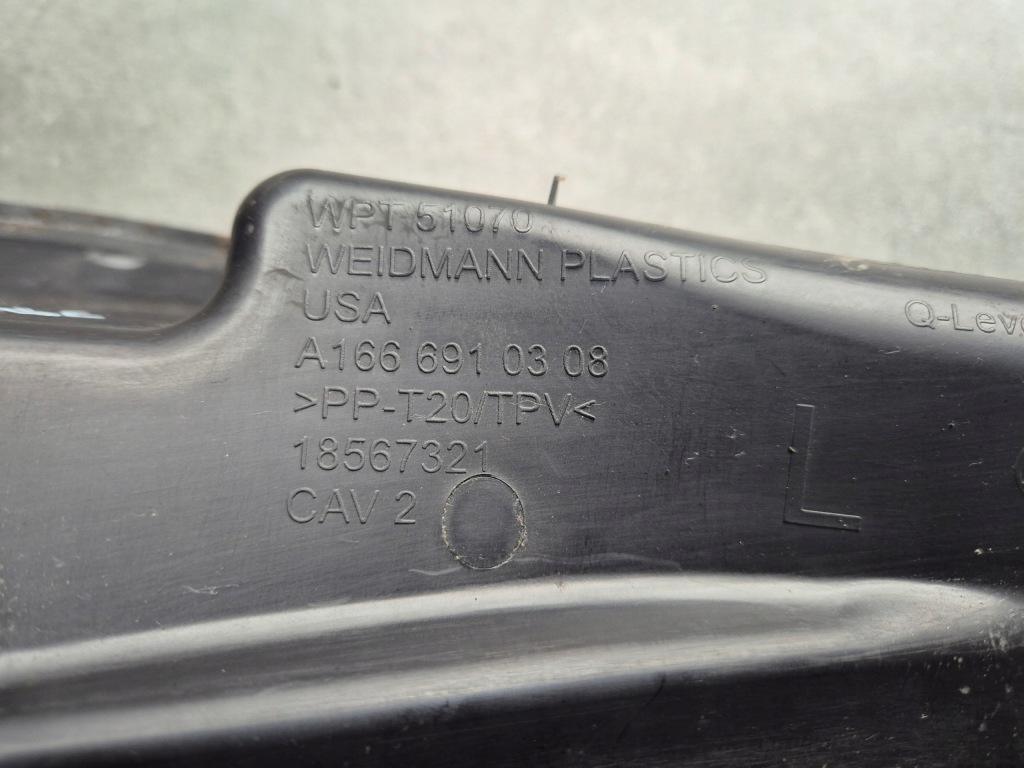 WPT 51070
WEIDMANN PLASTICS
USA
A166 691 03 08
>PP-T20/TPV<
18567321
CAV 2
L